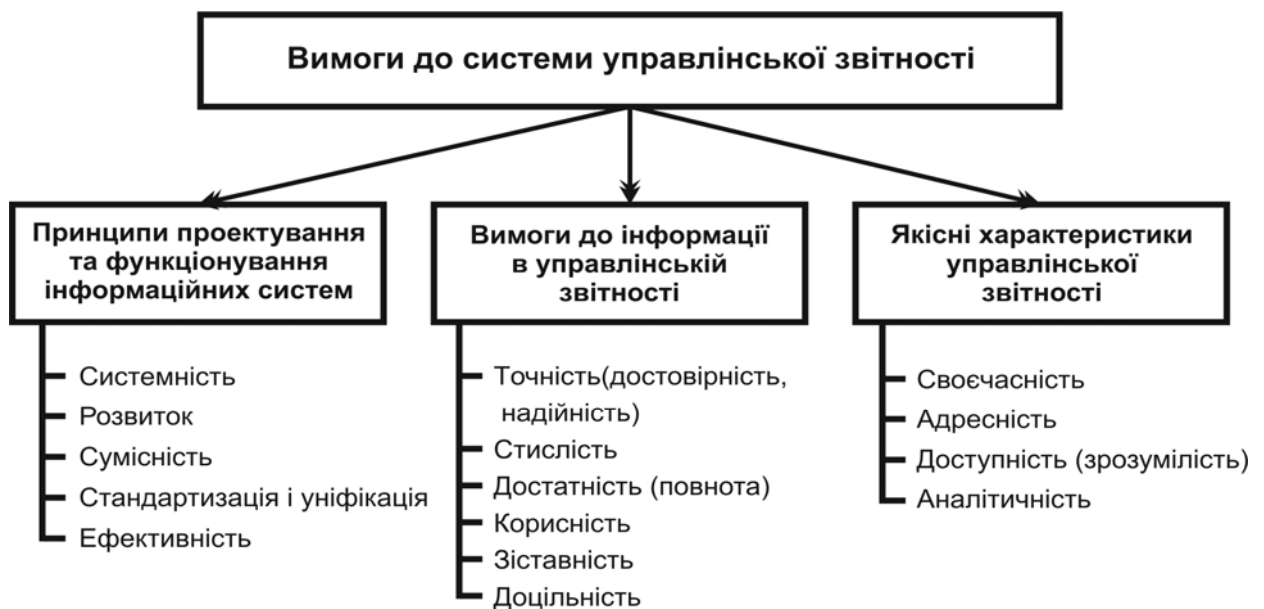 Вимоги до системи управлінської звітності
Принципи проектування
та функціонування
інформаційних систем
Системність
Розвиток
Сумісність
Стандартизація і уніфікація
Ефективність
Вимоги до інформації
в управлінській
звітності
Точність(достовірність,
надійність)
Стислість
Достатність (повнота)
Корисність
Зіставність
Доцільність
Якісні характеристики
управлінської
звітності
Своєчасність
Адресність
Доступність (зрозумілість)
Аналітичність